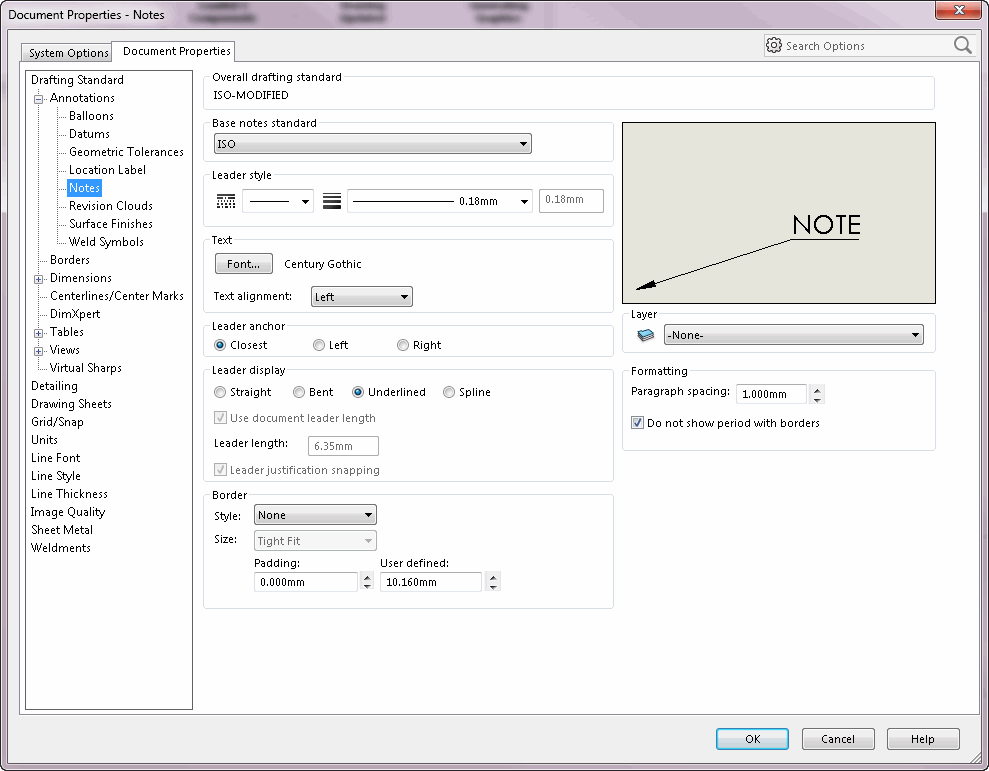 Document Properties - Notes
System Options
Document Properties
Search Options
Drafting Standard
Annotations
Balloons
Datums
Geometric Tolerances
Location Label
Notes
Revision Clouds
Surface Finishes
Weld Symbols
Borders
Dimensions
Centerlines/Center Marks
DimXpert
Tables
Views
Virtual Sharps
Detailing
Drawing Sheets
Grid/Snap
Units
Line Font
Line Style
Line Thickness
Image Quality
Sheet Metal
Weldments
Overall drafting standard
ISO-MODIFIED
Base notes standard
ISO
Leader style
0.18mm 0.18mm
Text
Font... Century Gothic
Text alignment: Left
Leader anchor
Closest Left Right
Leader display
Straight Bent Underlined Spline
Use document leader length
Leader length: 6.35mm
Leader justification snapping
Border
Style: None
Size: Tight Fit
Padding: User defined:
0.000mm 10.160mm
NOTE
Layer
-None-
Formatting
Paragraph spacing: 1.000mm
Do not show period with borders
OK Cancel Help